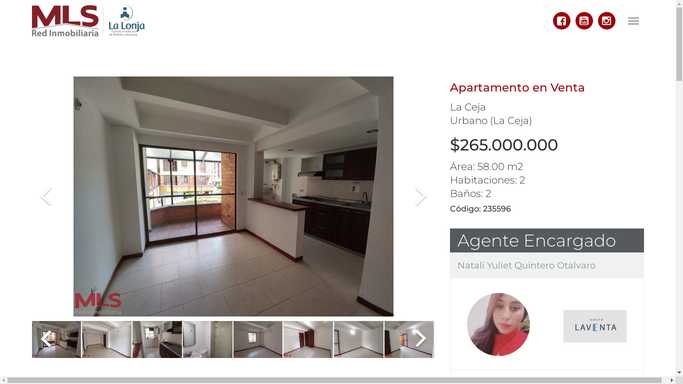 MLS
Red Inmobiliaria
La Lonja
Apartamento en Venta
La Ceja
Urbano (La Ceja)
$265.000.000
Área: 58.00 m2
Habitaciones: 2
Baños: 2
Código: 235596
MLS
Agente Encargado
Natali Yuliet Quintero Otalvaro
GRUPO
LAVENTA